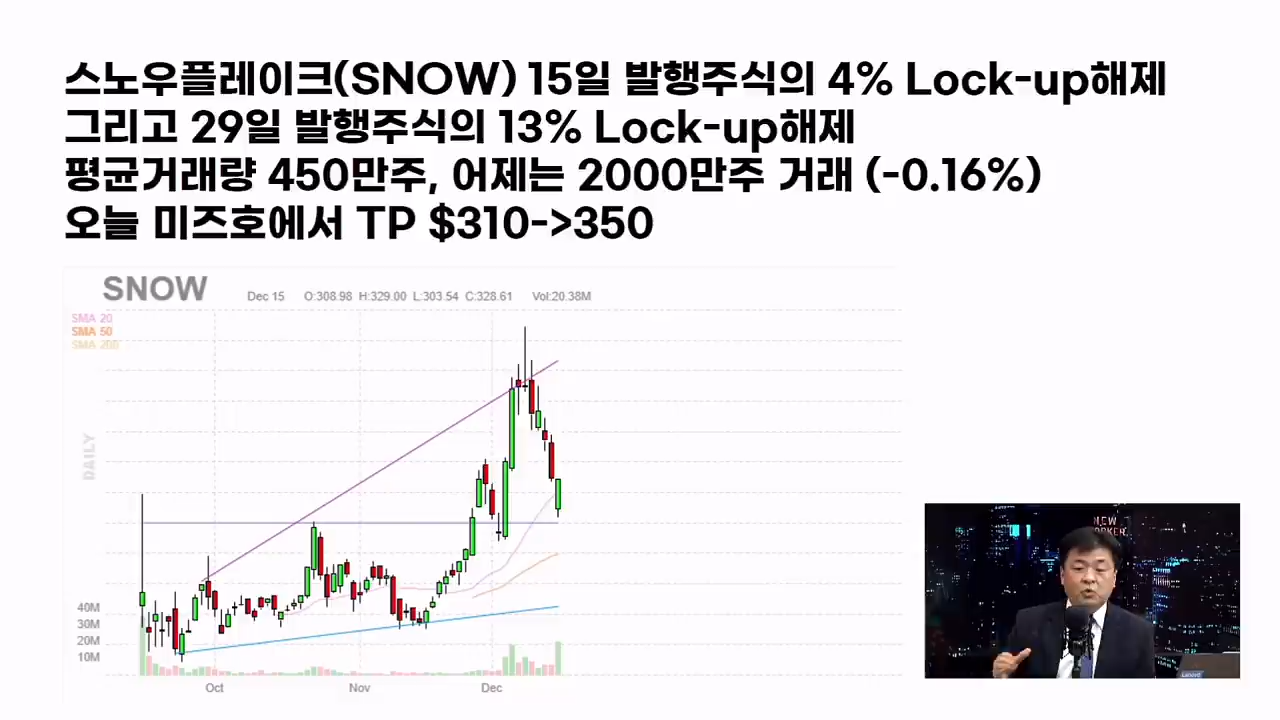 스노우플레이크(SNOW) 15일 발행주식의 4% Lock-up해제
그리고 29일 발행주식의 13% Lock-up해제
평균거래량 450만주, 어제는 2000만주 거래 (-0.16%)
오늘 미즈호에서 TP $310->350
SNOW
Dec 15 O:308.98 H:329.00 L:303.54 C:328.61 Vol:20.38M
SMA 20
SMA 50
SMA 200
DAILY
40M
30M
20M
10M
Oct Nov Dec
NEW
Lenovo